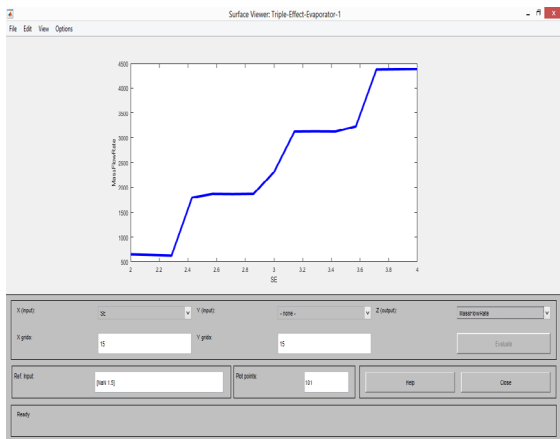 Surface Viewer: Triple-Effect-Evaporator-1
File Edit View Options
4500
4000
3500
3000
2500
2000
1500
1000
500
MassFlowRate
2 2.2 2.4 2.6 2.8 3 3.2 3.4 3.6 3.8 4
SE
X (input): SE Y (input): - none - Z (output): MassFlowRate
X grids: 15 Y grids: 15 Evaluate
Ref. Input: [NaN 1.5] Plot points: 101 Help Close
Ready